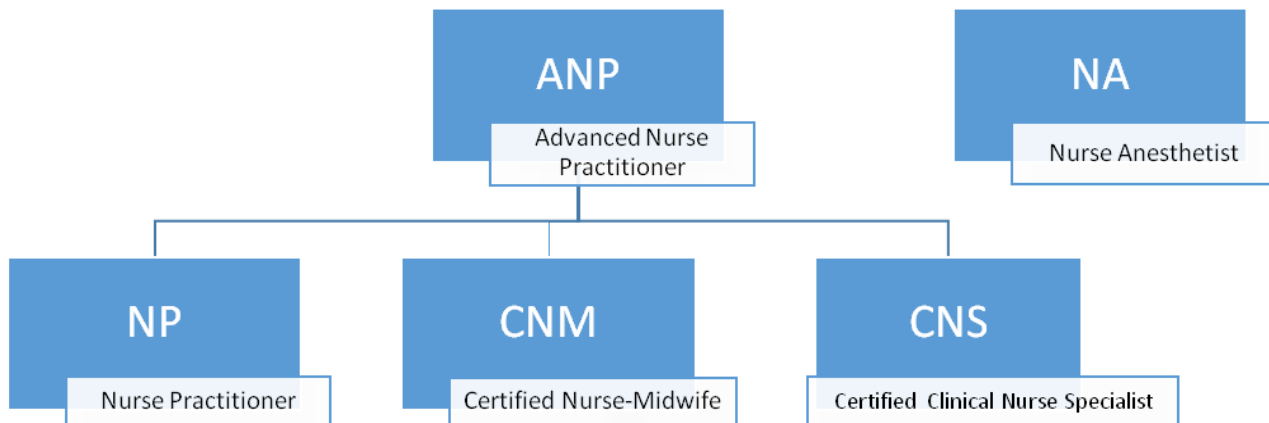 ANP
Advanced Nurse
Practitioner
NA
Nurse Anesthetist
NP
Nurse Practitioner
CNM
Certified Nurse-Midwife
CNS
Certified Clinical Nurse Specialist